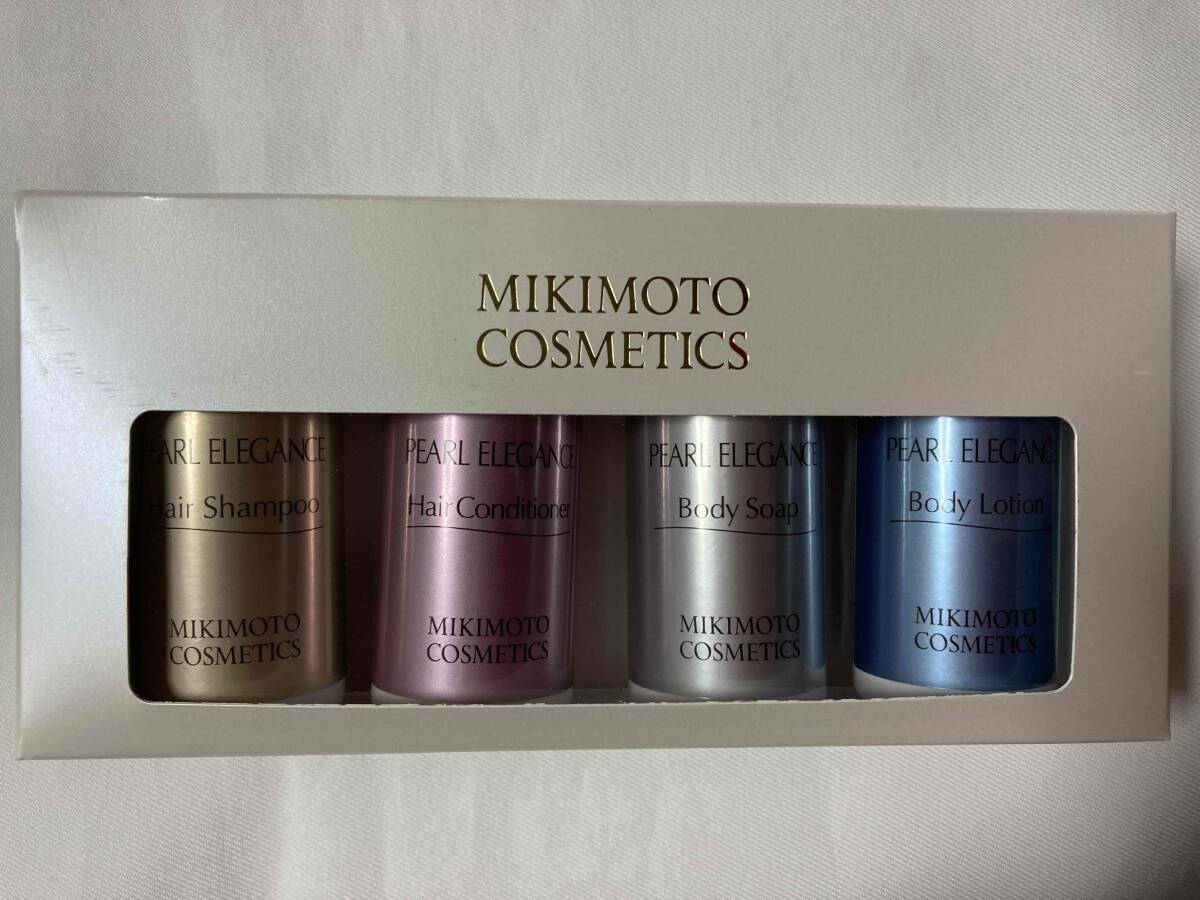 MIKIMOTO
COSMETICS
PEARL ELEGANCE
Hair Shampoo
MIKIMOTO
COSMETICS
PEARL ELEGANCE
Hair Conditioner
MIKIMOTO
COSMETICS
PEARL ELEGANCE
Body Soap
MIKIMOTO
COSMETICS
PEARL ELEGANCE
Body Lotion
MIKIMOTO
COSMETICS